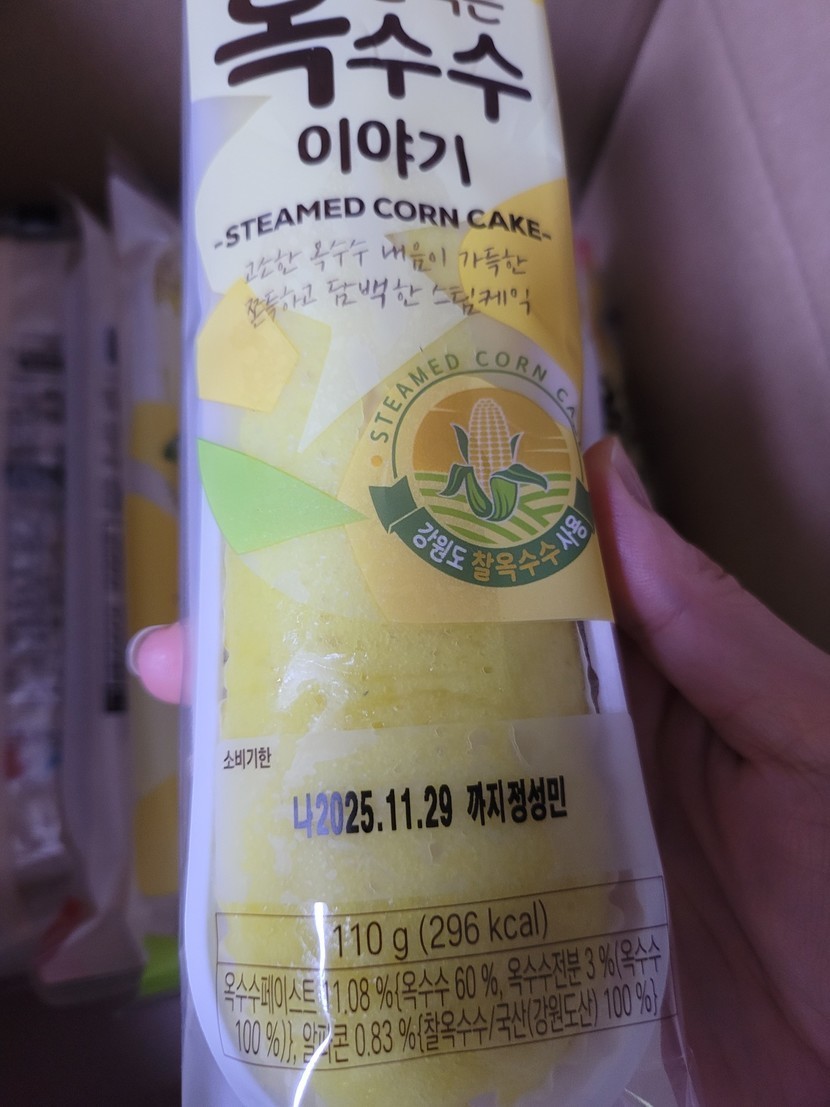 옥수수
이야기
-STEAMED CORN CAKE-
고소한 옥수수 내음이 가득한
쫀득하고 담백한 스팀케익
STEAMED CORN CA
강원도 찰옥수수 사용
소비기한
나2025.11.29 까지정성민
110 g (296 kcal)
옥수수페이스트 11.08 %{옥수수 60 %, 옥수수전분 3 %(옥수수
100 %)}, 알파콘 0.83 %{찰옥수수/국산(강원도산) 100 %}